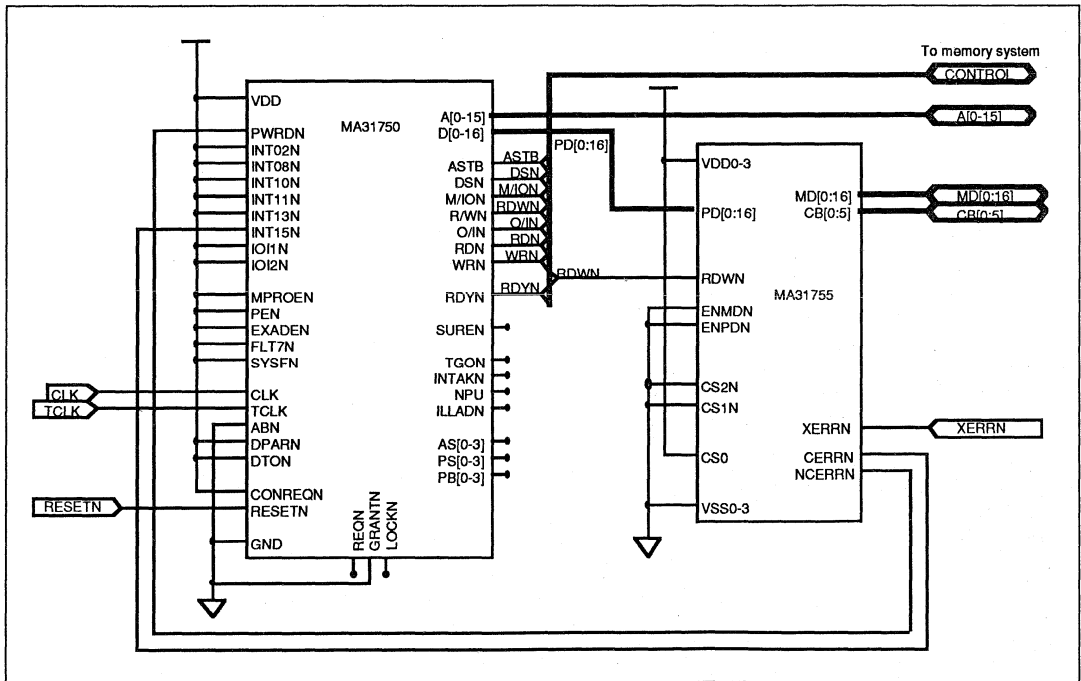 To memory system
CONTROL
A[0-15]
MA31750
VDD
PWRDN
INT02N
INT08N
INT10N
INT11N
INT13N
INT15N
IOI1N
IOI2N
MPROEN
PEN
EXADEN
FLT7N
SYSFN
CLK
TCLK
ABN
DPARN
DTON
CONREQN
RESETN
GND
CLK
TCLK
RESETN
REQN
GRANTN
LOCKN
A[0-15]
D[0-16]
ASTB
DSN
M/ION
R/WN
O/IN
RDN
WRN
RDYN
SUREN
TGON
INTAKN
NPU
ILLADN
AS[0-3]
PS[0-3]
PB[0-3]
PD[0:16]
ASTB
DSN
M/ION
RDWN
O/IN
RDN
WRN
RDYN
RDWN
MA31755
VDD0-3
PD[0:16]
RDWN
ENMDN
ENPDN
CS2N
CS1N
CS0
VSS0-3
MD[0:16]
CB[0:5]
XERRN
CERRN
NCERRN
MD[0:16]
CB[0:5]
XERRN